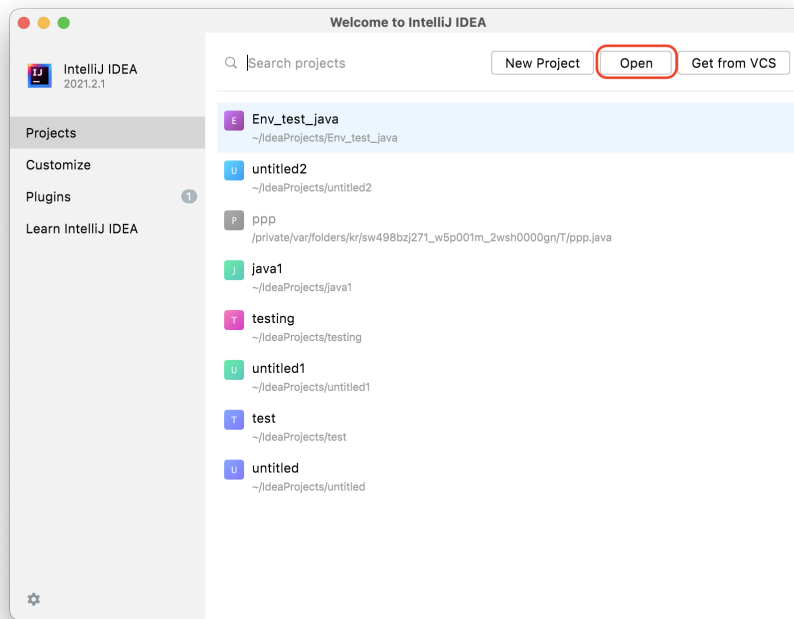 Welcome to IntelliJ IDEA
IJ
IntelliJ IDEA
2021.2.1
Search projects
New Project
Open
Get from VCS
Projects
Customize
Plugins
1
Learn IntelliJ IDEA
E
Env_test_java
~/IdeaProjects/Env_test_java
U
untitled2
~/IdeaProjects/untitled2
P
ppp
/private/var/folders/kr/sw498bzj271_w5p001m_2wsh0000gn/T/ppp.java
J
java1
~/IdeaProjects/java1
T
testing
~/IdeaProjects/testing
U
untitled1
~/IdeaProjects/untitled1
T
test
~/IdeaProjects/test
U
untitled
~/IdeaProjects/untitled